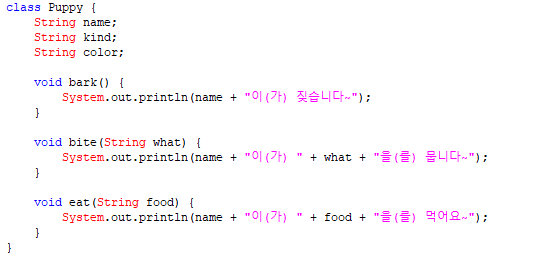 class Puppy {
    String name;
    String kind;
    String color;
    void bark() {
        System.out.println(name + "이(가) 짖습니다~");
    }
    void bite(String what) {
        System.out.println(name + "이(가) " + what + "을(를) 뭅니다~");
    }
    void eat(String food) {
        System.out.println(name + "이(가) " + food + "을(를) 먹어요~");
    }
}